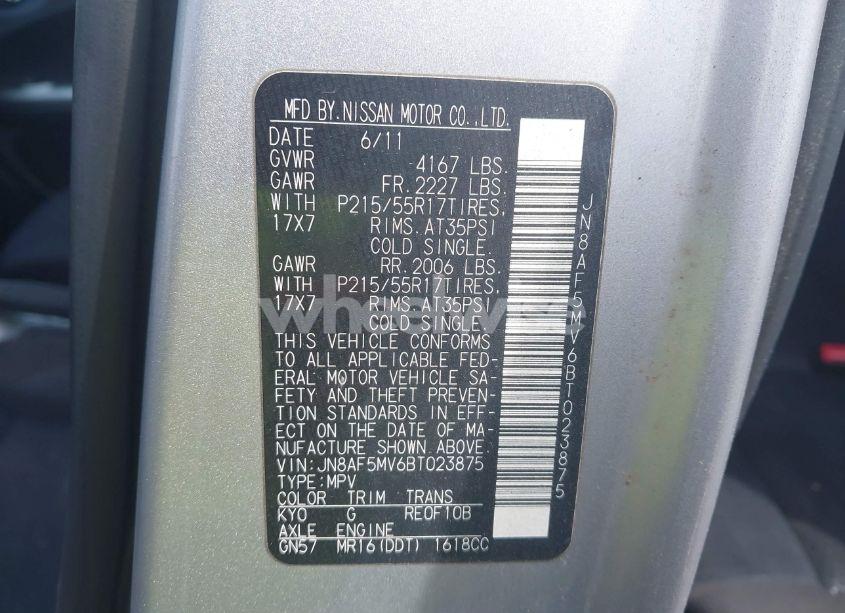 MFD BY. NISSAN MOTOR CO.,LTD.
DATE 6/11
GVWR 4167 LBS.
GAWR FR. 2227 LBS.
WITH P215/55R17TIRES,
17X7 RIMS. AT35PSI
COLD SINGLE.
GAWR RR. 2006 LBS.
WITH P215/55R17TIRES,
17X7 RIMS. AT35PSI
COLD SINGLE.
THIS VEHICLE CONFORMS
TO ALL APPLICABLE FED-
ERAL MOTOR VEHICLE SA-
FETY AND THEFT PREVEN-
TION STANDARDS IN EFF-
ECT ON THE DATE OF MA-
NUFACTURE SHOWN ABOVE.
VIN:JN8AF5MV6BT023875
TYPE:MPV
COLOR TRIM TRANS
KYO G RE0F10B
AXLE ENGINE
GN57 MR16(DDT) 1618CC
JN8AF5MV6BT023875